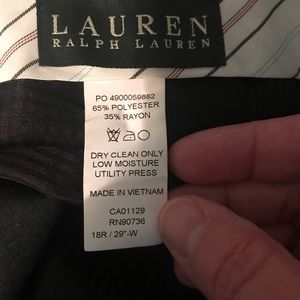 LAUREN
RALPH LAUREN
PO 4900059882
65% POLYESTER
35% RAYON
DRY CLEAN ONLY
LOW MOISTURE
UTILITY PRESS
MADE IN VIETNAM
CA01129
RN90736
18R / 29"-W